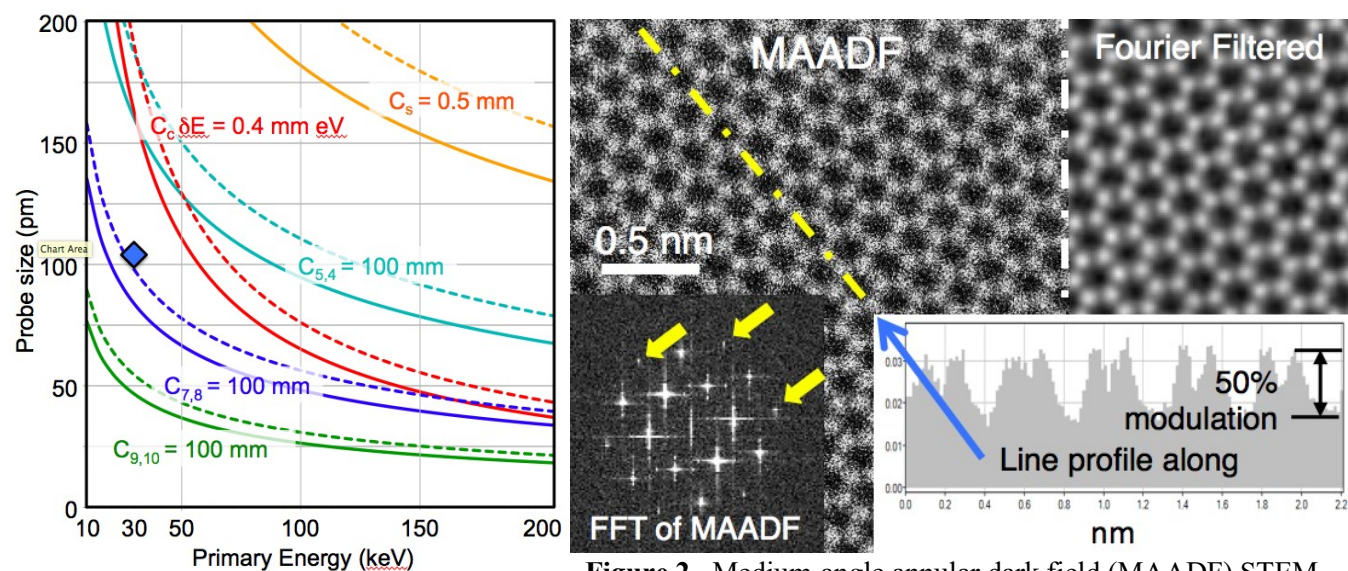 200
150
100
50
0
10
30
50
100
150
200
Probe size (pm)
Primary Energy (keV)
Chart Area
Cs = 0.5 mm
Cc δE = 0.4 mm eV
C5,4 = 100 mm
C7,8 = 100 mm
C9,10 = 100 mm
MAADF
0.5 nm
FFT of MAADF
Fourier Filtered
0.03
0.02
0.01
0.00
50%
modulation
Line profile along
0.0 0.2 0.4 0.6 0.8 1.0 1.2 1.4 1.6 1.8 2.0 2.2
nm
Figure 2. Medium angle annular dark field (MAADF) STEM